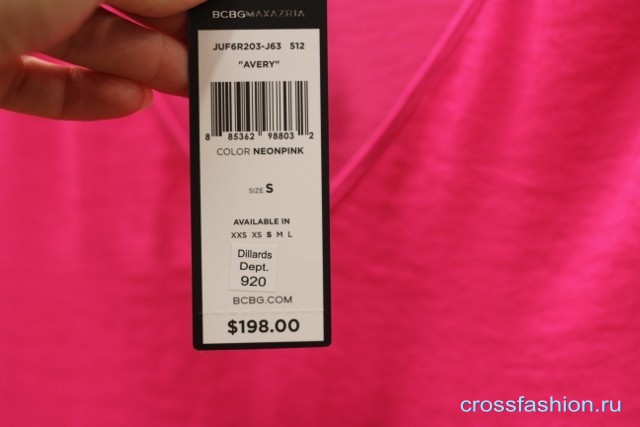 BCBGMAXAZRIA
JUF6R203-J63 512
"AVERY"
8 85362 98803 2
COLOR NEONPINK
SIZE S
AVAILABLE IN
XXS XS S M L
Dillards
Dept.
920
BCBG.COM
$198.00
crossfashion.ru